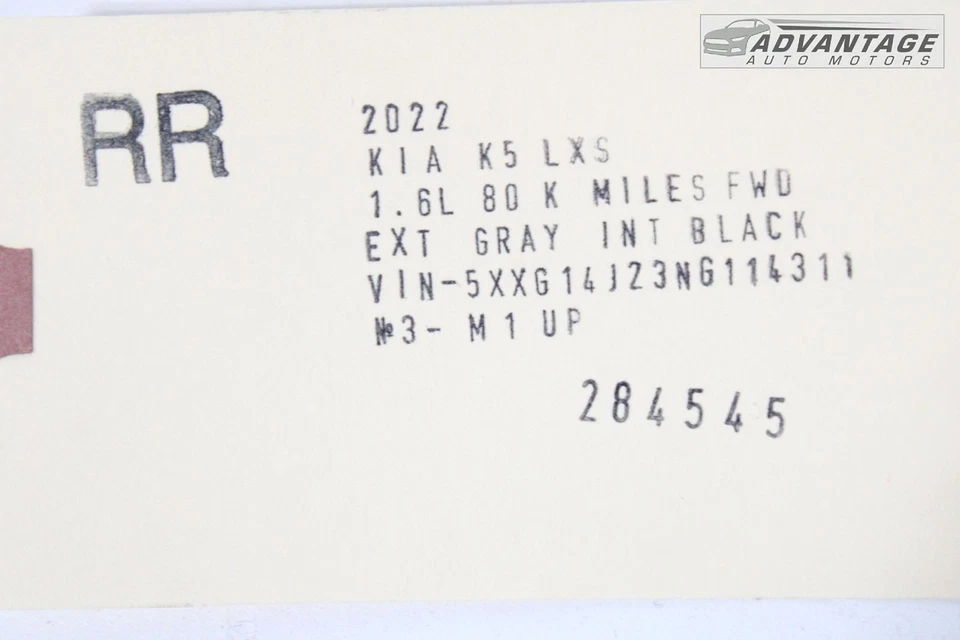 ADVANTAGE
AUTO MOTORS
RR
2022
KIA K5 LXS
1.6L 80 K MILES FWD
EXT GRAY INT BLACK
VIN-5XXG14J23NG114311
№3- M1 UP
284545